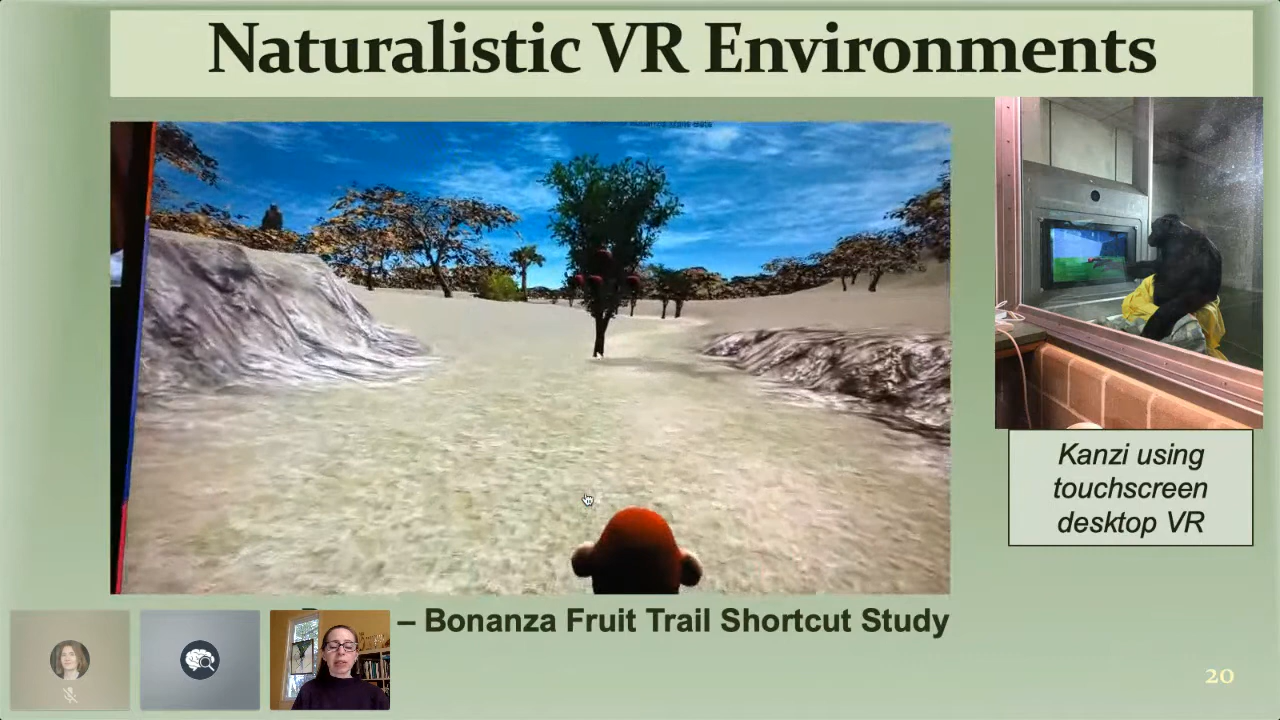 Naturalistic VR Environments
Kanzi using
touchscreen
desktop VR
– Bonanza Fruit Trail Shortcut Study
20